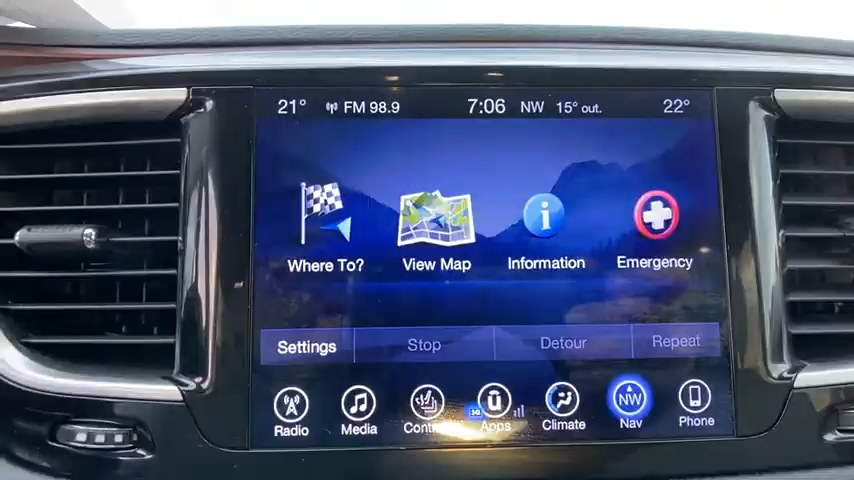 21° FM 98.9 7:06 NW 15° out. 22°
Where To? View Map Information Emergency
Settings Stop Detour Repeat
NW
3G
Radio Media Apps Climate Nav Phone